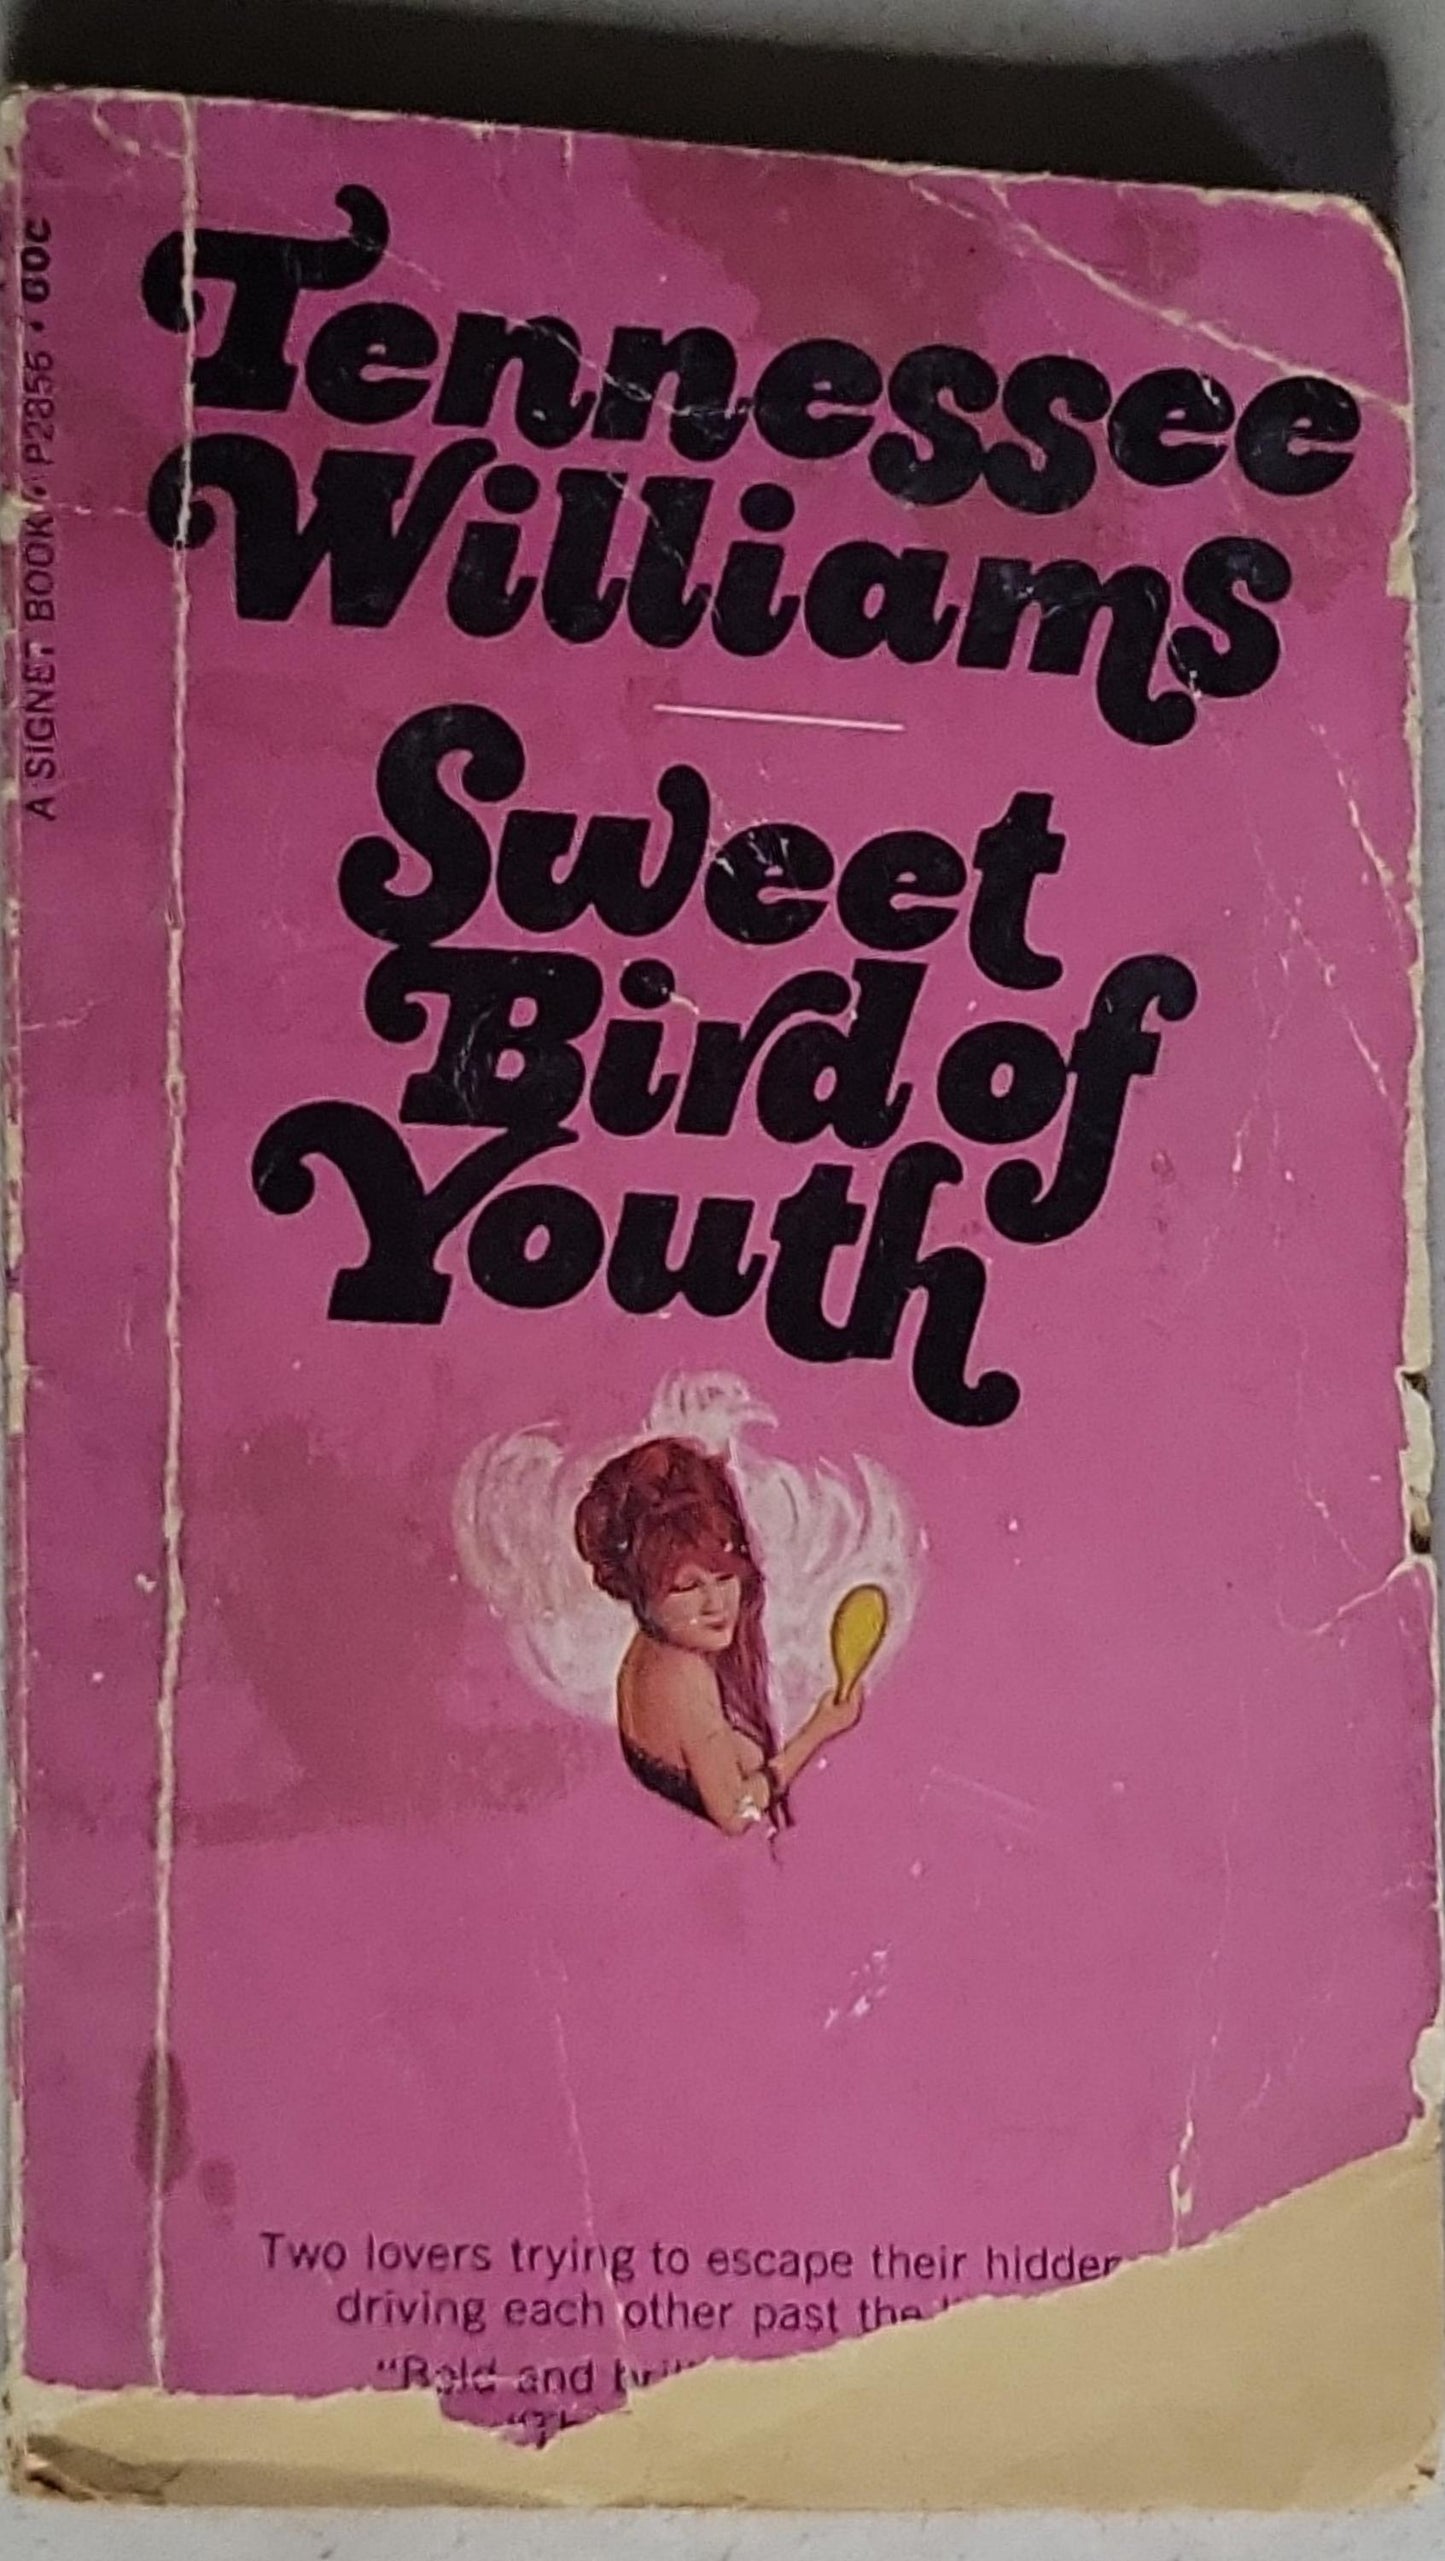 A SIGNET BOOK • P2856 • 60c
Tennessee
Williams
Sweet
Bird of
Youth
Two lovers trying to escape their hidden
driving each other past the
"Bold and